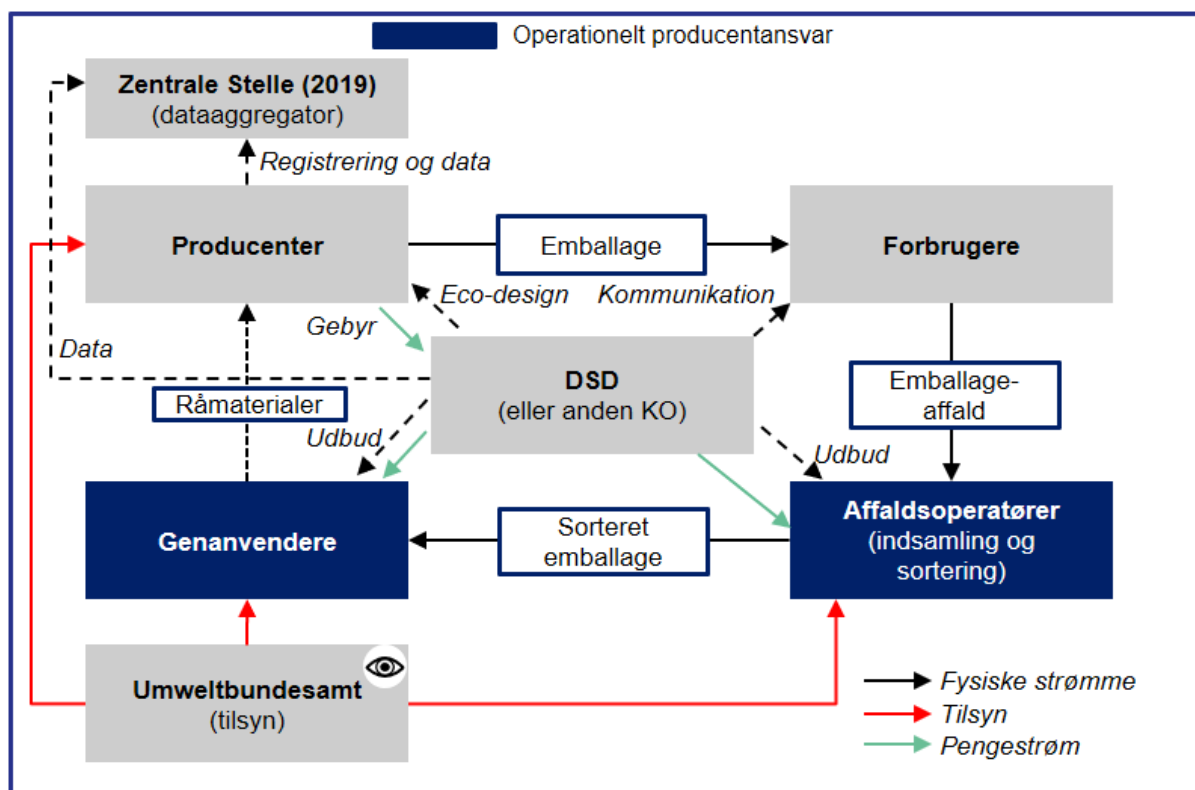 Operationelt producentansvar
Zentrale Stelle (2019)
(dataaggregator)
Registrering og data
Producenter
Emballage
Forbrugere
Eco-design
Kommunikation
Gebyr
Data
DSD
(eller anden KO)
Emballage-
affald
Råmaterialer
Udbud
Udbud
Genanvendere
Sorteret
emballage
Affaldsoperatører
(indsamling og
sortering)
Umweltbundesamt
(tilsyn)
Fysiske strømme
Tilsyn
Pengestrøm